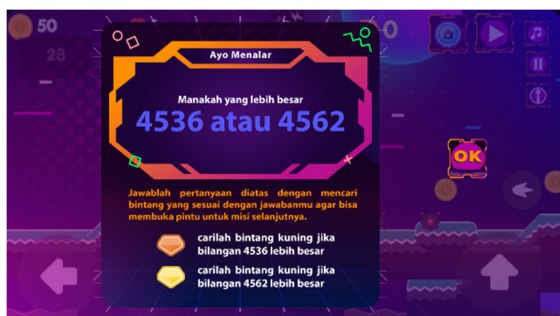 50
0
28
Ayo Menalar
Manakah yang lebih besar
4536 atau 4562
OK
Jawablah pertanyaan diatas dengan mencari
bintang yang sesuai dengan jawabanmu agar bisa
membuka pintu untuk misi selanjutnya.
carilah bintang kuning jika
bilangan 4536 lebih besar
carilah bintang kuning jika
bilangan 4562 lebih besar